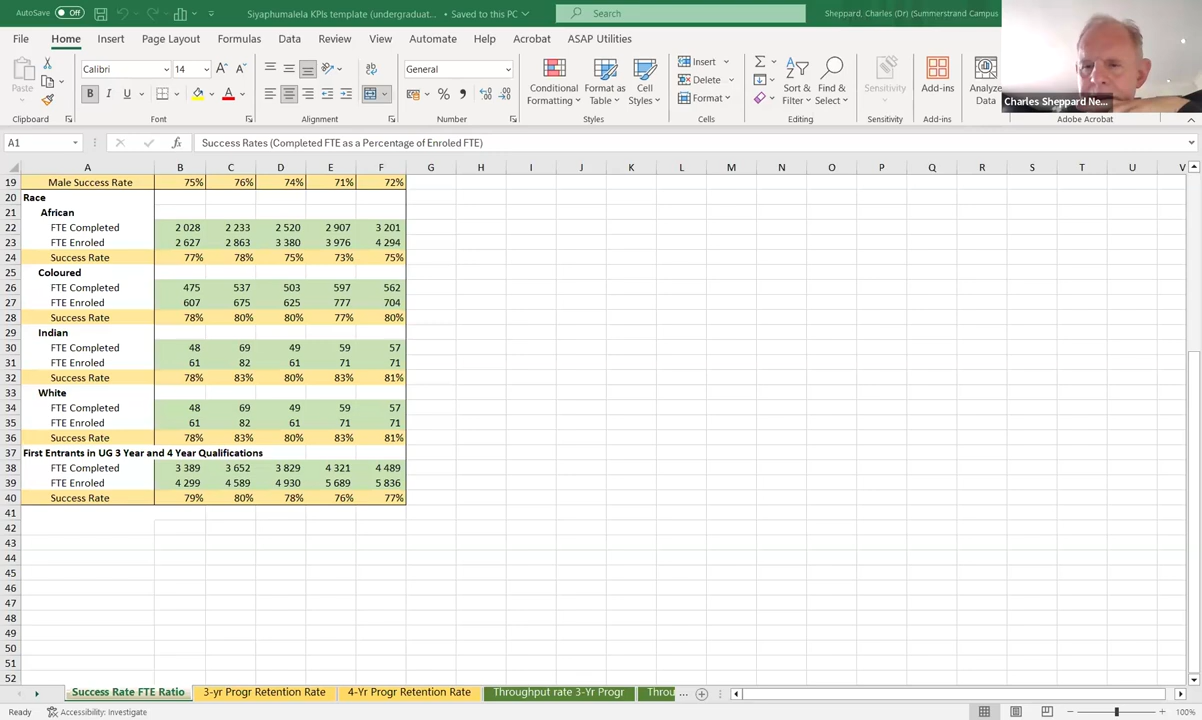 AutoSave Off Siyaphumalela KPIs template (undergraduat... • Saved to this PC Search Sheppard, Charles (Dr) (Summerstrand Campus
File Home Insert Page Layout Formulas Data Review View Automate Help Acrobat ASAP Utilities
Paste Calibri 14 General Conditional Formatting Format as Table Cell Styles Insert Delete Format Sort & Filter Find & Select Sensitivity Add-ins Analyze Data
Charles Sheppard Ne...
Clipboard Font Alignment Number Styles Cells Editing Sensitivity Add-ins Adobe Acrobat
A1 fx Success Rates (Completed FTE as a Percentage of Enroled FTE)
A B C D E F G H I J K L M N O P Q R S T U V
19 Male Success Rate 75% 76% 74% 71% 72%
20 Race
21 African
22 FTE Completed 2 028 2 233 2 520 2 907 3 201
23 FTE Enroled 2 627 2 863 3 380 3 976 4 294
24 Success Rate 77% 78% 75% 73% 75%
25 Coloured
26 FTE Completed 475 537 503 597 562
27 FTE Enroled 607 675 625 777 704
28 Success Rate 78% 80% 80% 77% 80%
29 Indian
30 FTE Completed 48 69 49 59 57
31 FTE Enroled 61 82 61 71 71
32 Success Rate 78% 83% 80% 83% 81%
33 White
34 FTE Completed 48 69 49 59 57
35 FTE Enroled 61 82 61 71 71
36 Success Rate 78% 83% 80% 83% 81%
37 First Entrants in UG 3 Year and 4 Year Qualifications
38 FTE Completed 3 389 3 652 3 829 4 321 4 489
39 FTE Enroled 4 299 4 589 4 930 5 689 5 836
40 Success Rate 79% 80% 78% 76% 77%
41
42
43
44
45
46
47
48
49
50
51
52
Success Rate FTE Ratio 3-yr Progr Retention Rate 4-Yr Progr Retention Rate Throughput rate 3-Yr Progr Throu ...
Ready Accessibility: Investigate 100%